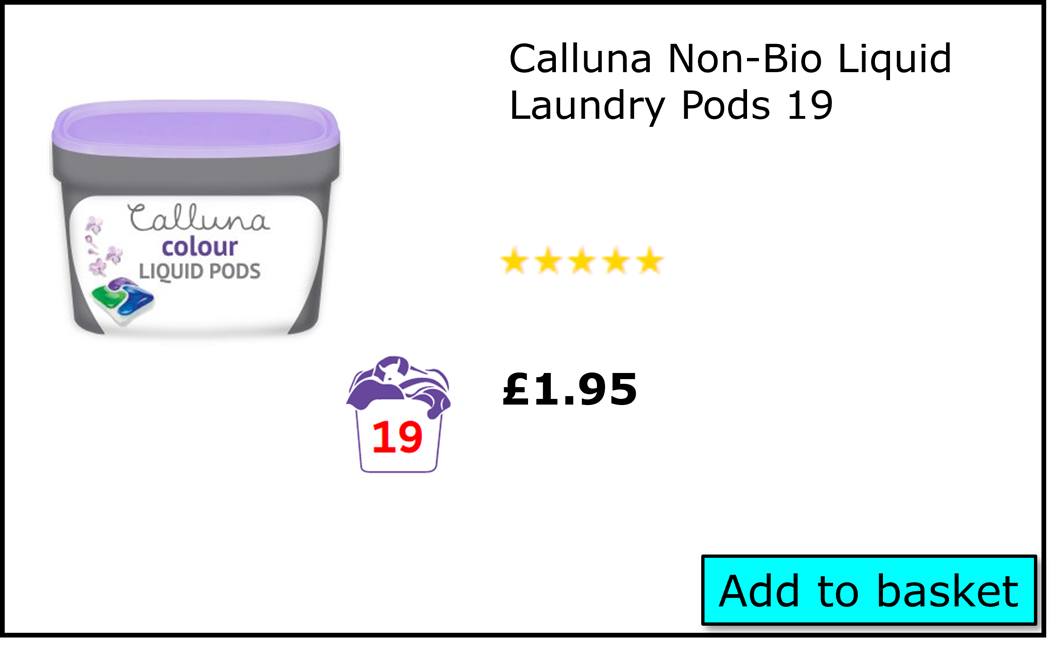 Calluna Non-Bio Liquid
Laundry Pods 19
Calluna
colour
LIQUID PODS
£1.95
19
Add to basket